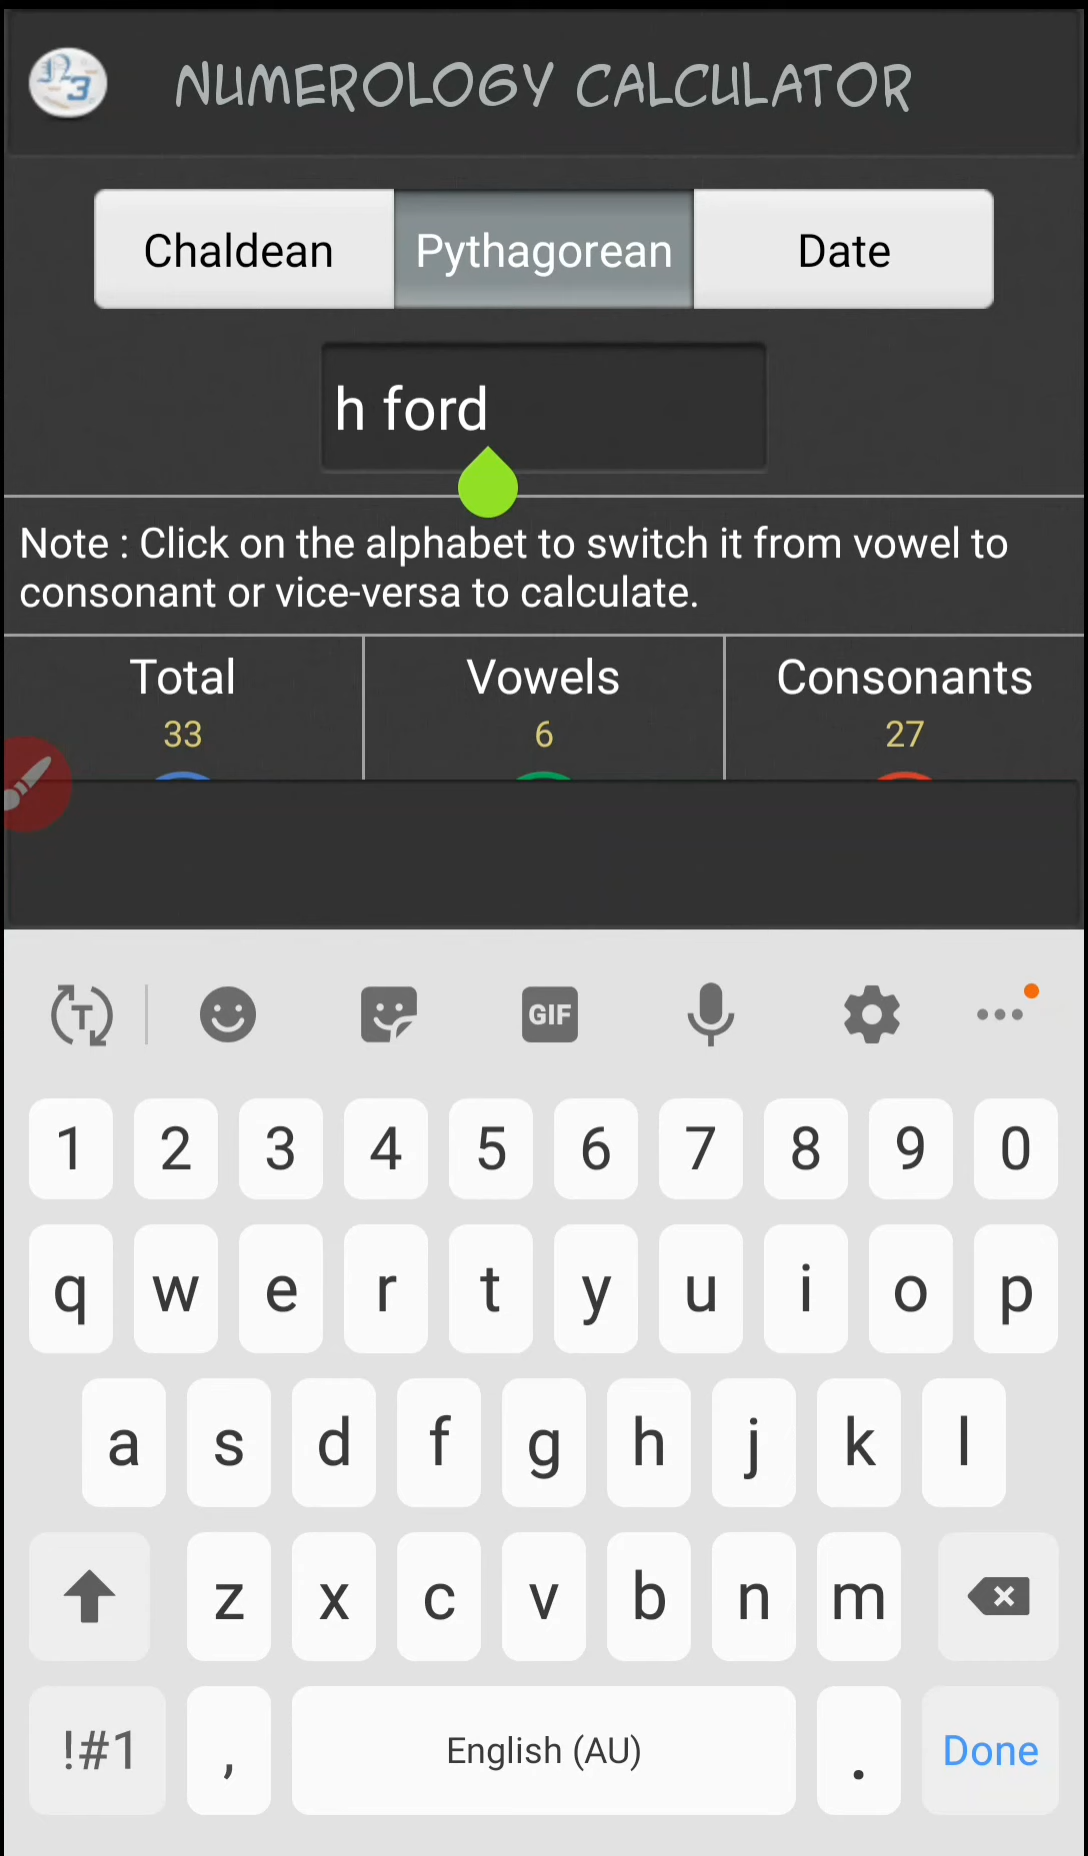 NUMEROLOGY CALCULATOR
Chaldean Pythagorean Date
h ford
Note : Click on the alphabet to switch it from vowel to
consonant or vice-versa to calculate.
Total Vowels Consonants
33 6 27
T GIF
1 2 3 4 5 6 7 8 9 0
q w e r t y u i o p
a s d f g h j k l
z x c v b n m
!#1 , English (AU) . Done